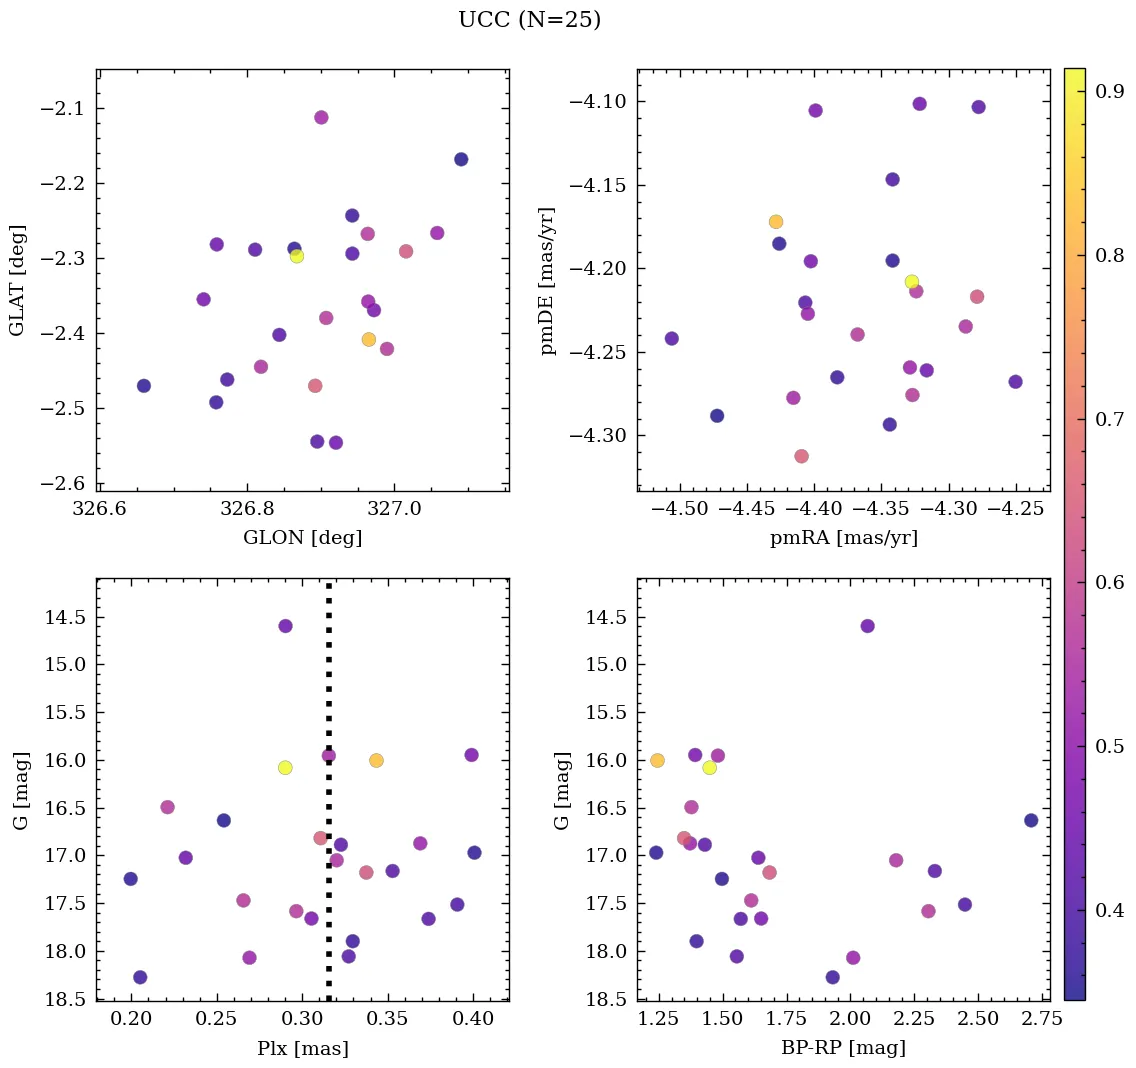 UCC (N=25)
−2.1
−2.2
−2.3
−2.4
−2.5
−2.6
GLAT [deg]
326.6 326.8 327.0
GLON [deg]
−4.10
−4.15
−4.20
−4.25
−4.30
pmDE [mas/yr]
−4.50 −4.45 −4.40 −4.35 −4.30 −4.25
pmRA [mas/yr]
14.5
15.0
15.5
16.0
16.5
17.0
17.5
18.0
18.5
G [mag]
0.20 0.25 0.30 0.35 0.40
Plx [mas]
14.5
15.0
15.5
16.0
16.5
17.0
17.5
18.0
18.5
G [mag]
1.25 1.50 1.75 2.00 2.25 2.50 2.75
BP-RP [mag]
0.9
0.8
0.7
0.6
0.5
0.4